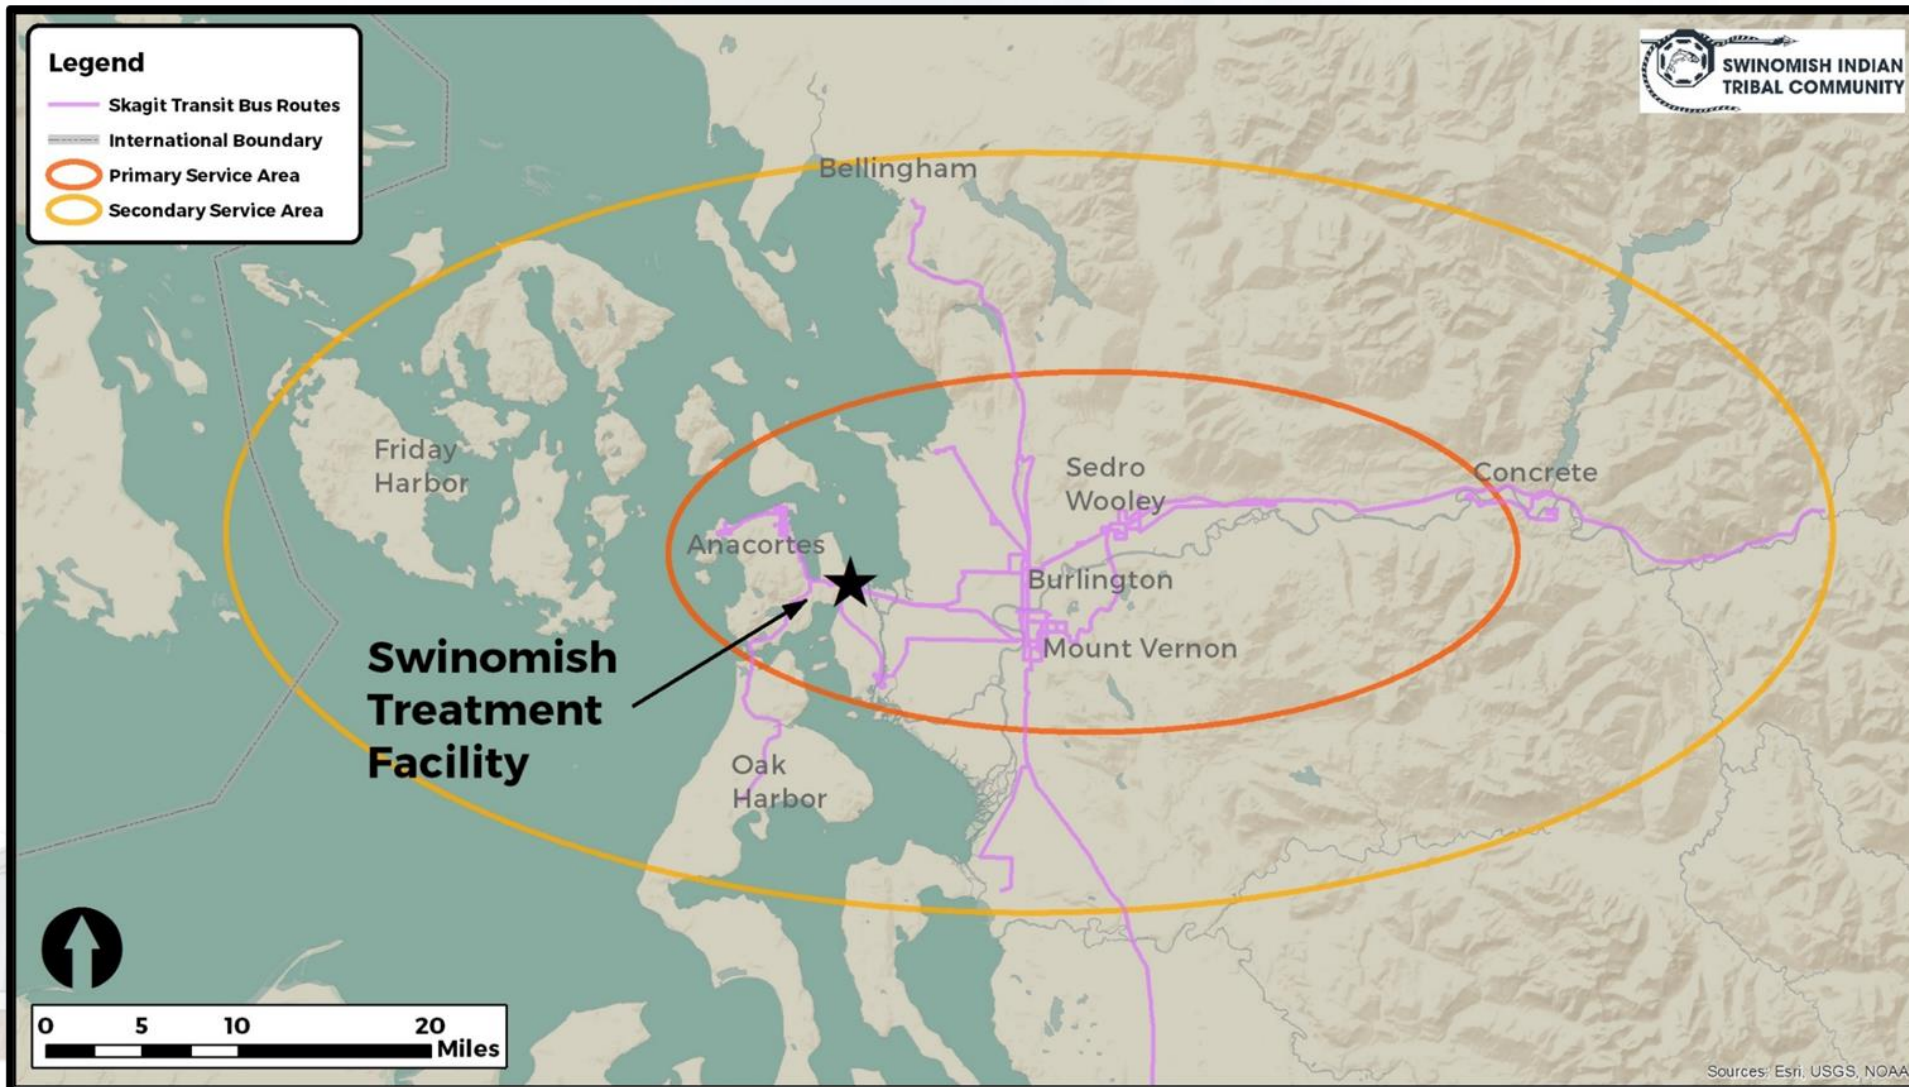 Legend
Skagit Transit Bus Routes
International Boundary
Primary Service Area
Secondary Service Area
SWINOMISH INDIAN
TRIBAL COMMUNITY
Bellingham
Friday
Harbor
Sedro
Wooley
Concrete
Anacortes
Burlington
Mount Vernon
Swinomish
Treatment
Facility
Oak
Harbor
0 5 10 20
Miles
Sources: Esri, USGS, NOAA